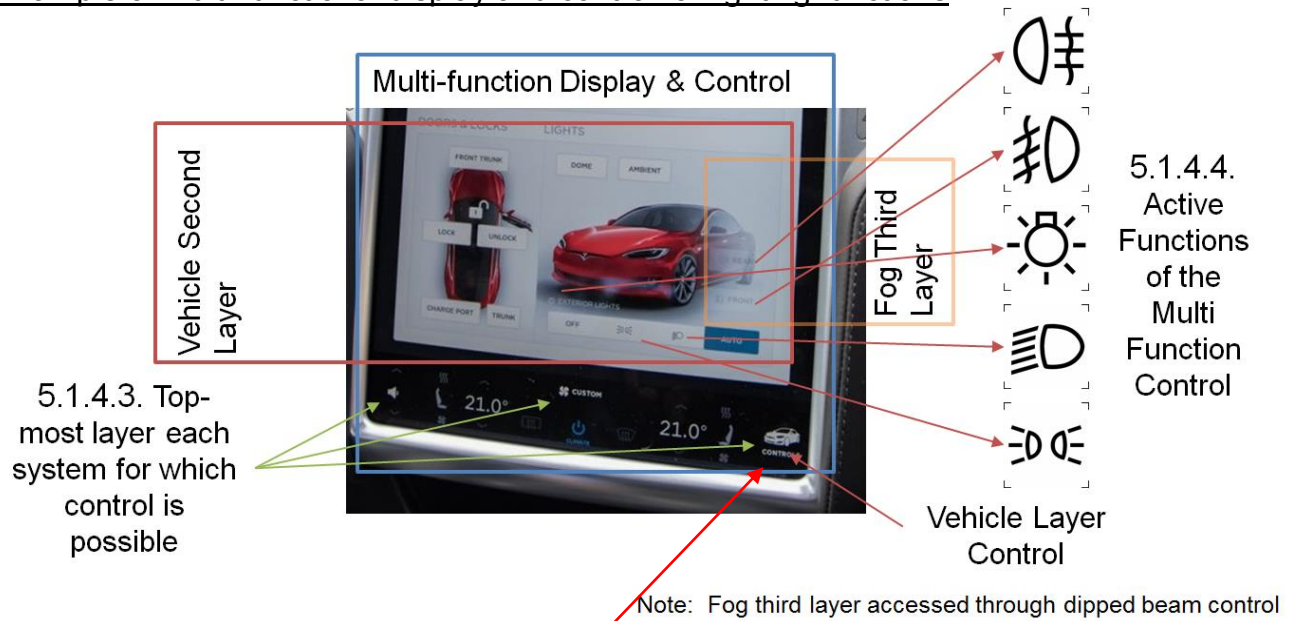 Multi-function Display & Control
Vehicle Second
Layer
DOORS & LOCKS
LIGHTS
FRONT TRUNK
DOME
AMBIENT
LOCK
UNLOCK
REAR
FRONT
EXTERIOR LIGHTS
CHARGE PORT
TRUNK
OFF
AUTO
Fog Third
Layer
5.1.4.4.
Active
Functions
of the
Multi
Function
Control
5.1.4.3. Top-
most layer each
system for which
control is
possible
21.0°
CUSTOM
CLIMATE
21.0°
CONTROLS
Vehicle Layer
Control
Note: Fog third layer accessed through dipped beam control